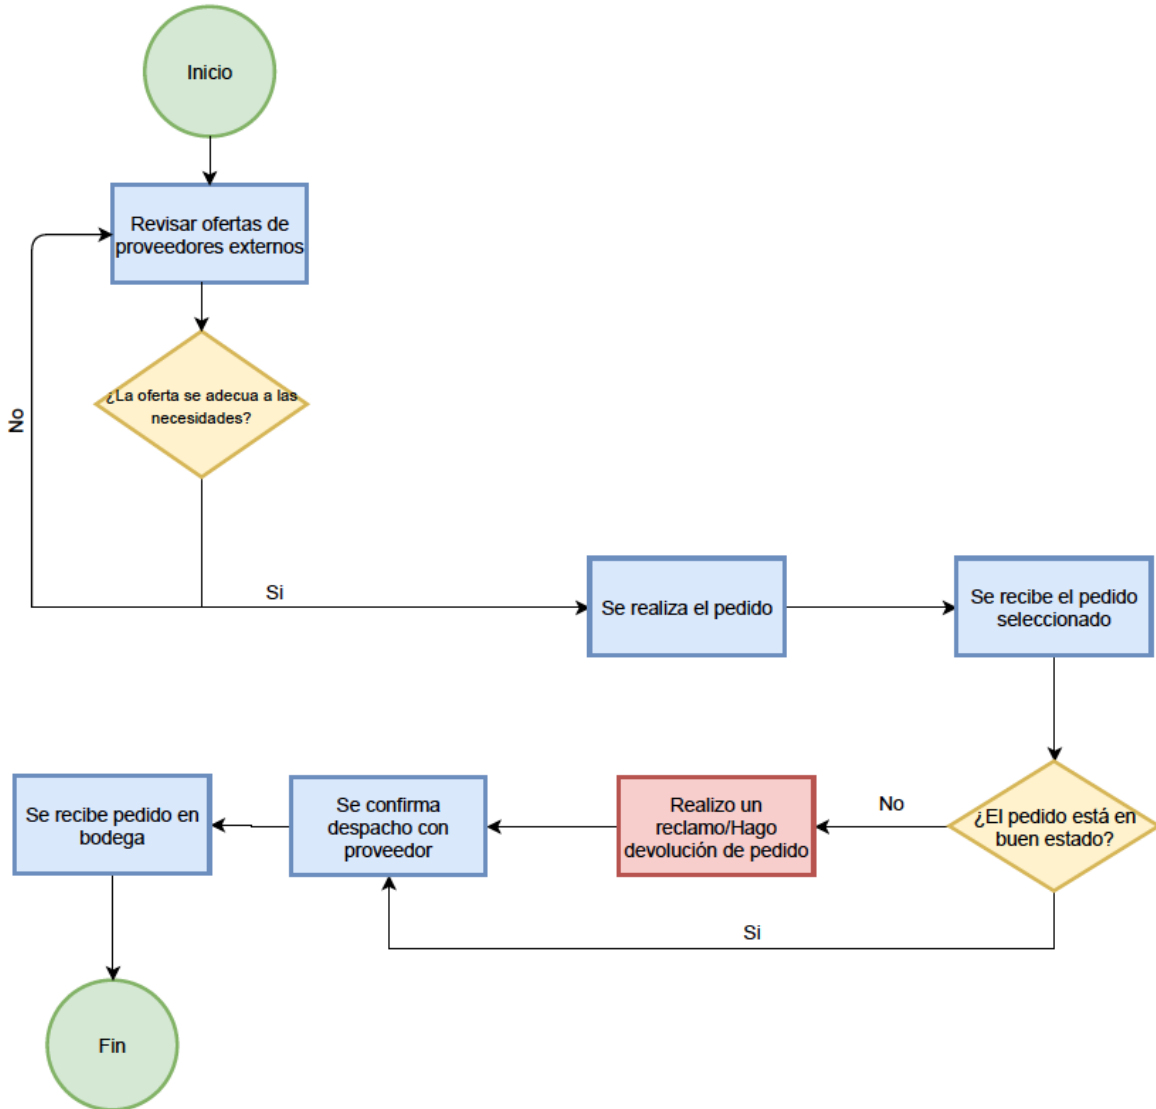 Inicio
Revisar ofertas de
proveedores externos
¿La oferta se adecua a las
necesidades?
No
Si
Se realiza el pedido
Se recibe el pedido
seleccionado
¿El pedido está en
buen estado?
No
Realizo un
reclamo/Hago
devolución de pedido
Si
Se confirma
despacho con
proveedor
Se recibe pedido en
bodega
Fin